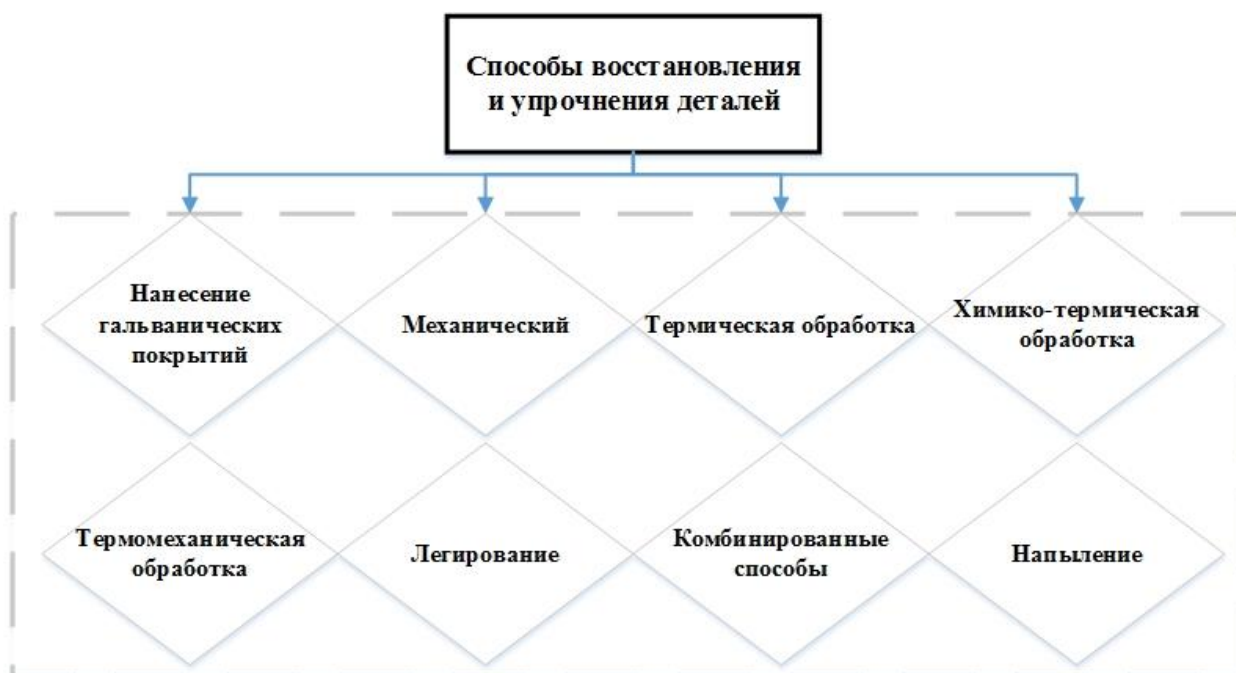 Способы восстановления
и упрочнения деталей
Нанесение
гальванических
покрытий
Механический
Термическая обработка
Химико-термическая
обработка
Термомеханическая
обработка
Легирование
Комбинированные
способы
Напыление